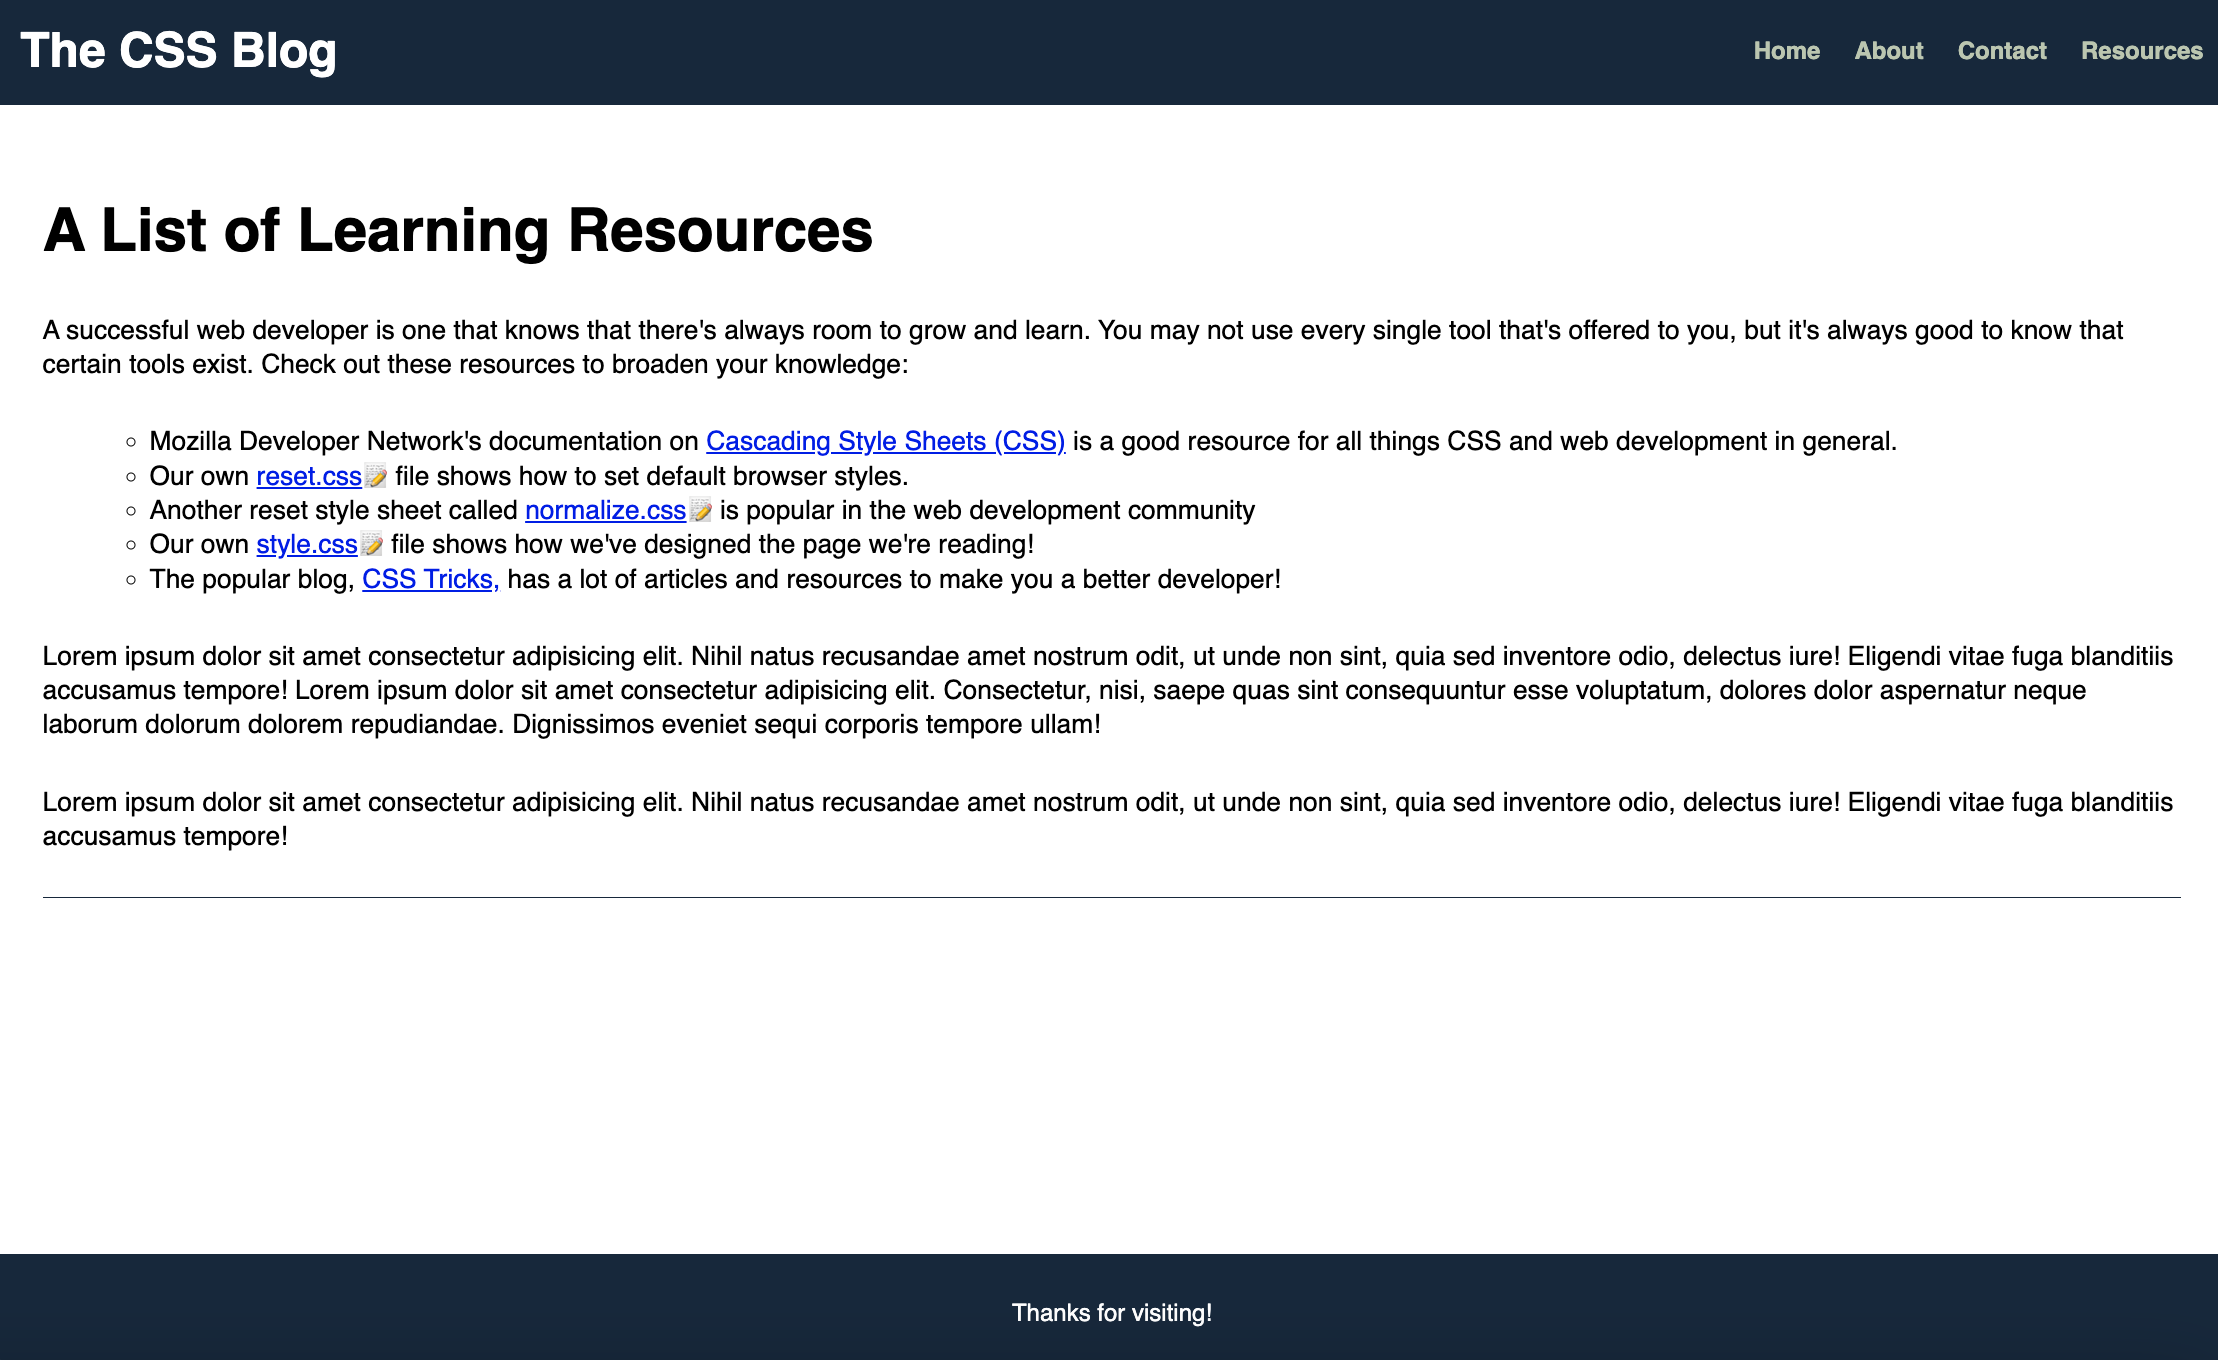 The CSS Blog
Home About Contact Resources
A List of Learning Resources
A successful web developer is one that knows that there's always room to grow and learn. You may not use every single tool that's offered to you, but it's always good to know that
certain tools exist. Check out these resources to broaden your knowledge:
◦ Mozilla Developer Network's documentation on Cascading Style Sheets (CSS) is a good resource for all things CSS and web development in general.
◦ Our own reset.css📝 file shows how to set default browser styles.
◦ Another reset style sheet called normalize.css📝 is popular in the web development community
◦ Our own style.css📝 file shows how we've designed the page we're reading!
◦ The popular blog, CSS Tricks, has a lot of articles and resources to make you a better developer!
Lorem ipsum dolor sit amet consectetur adipisicing elit. Nihil natus recusandae amet nostrum odit, ut unde non sint, quia sed inventore odio, delectus iure! Eligendi vitae fuga blanditiis
accusamus tempore! Lorem ipsum dolor sit amet consectetur adipisicing elit. Consectetur, nisi, saepe quas sint consequuntur esse voluptatum, dolores dolor aspernatur neque
laborum dolorum dolorem repudiandae. Dignissimos eveniet sequi corporis tempore ullam!
Lorem ipsum dolor sit amet consectetur adipisicing elit. Nihil natus recusandae amet nostrum odit, ut unde non sint, quia sed inventore odio, delectus iure! Eligendi vitae fuga blanditiis
accusamus tempore!
Thanks for visiting!